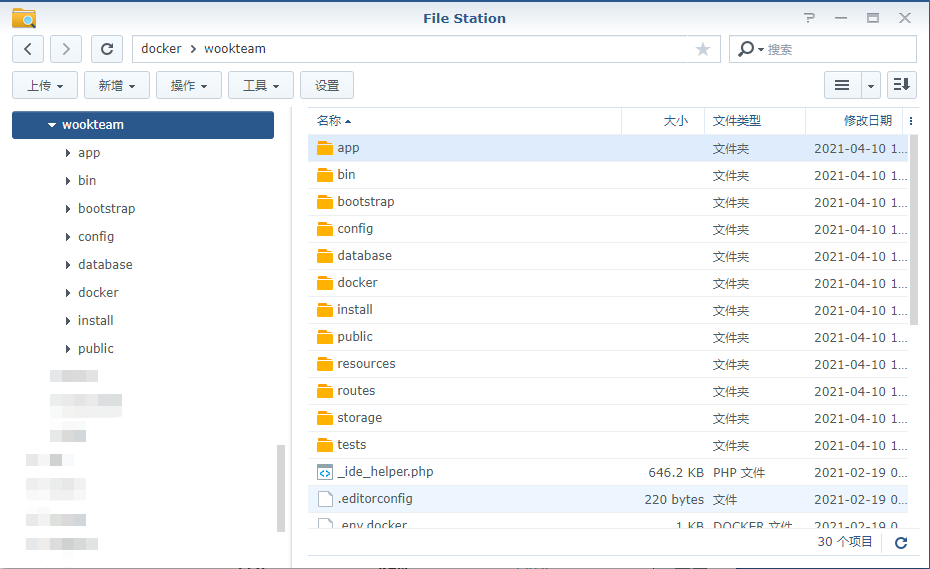 File Station
docker > wookteam
搜索
上传 新增 操作 工具 设置
wookteam
app
bin
bootstrap
config
database
docker
install
public
名称 大小 文件类型 修改日期
app 文件夹 2021-04-10 1...
bin 文件夹 2021-04-10 1...
bootstrap 文件夹 2021-04-10 1...
config 文件夹 2021-04-10 1...
database 文件夹 2021-04-10 1...
docker 文件夹 2021-04-10 1...
install 文件夹 2021-04-10 1...
public 文件夹 2021-04-10 1...
resources 文件夹 2021-04-10 1...
routes 文件夹 2021-04-10 1...
storage 文件夹 2021-04-10 1...
tests 文件夹 2021-04-10 1...
_ide_helper.php 646.2 KB PHP 文件 2021-02-19 0...
.editorconfig 220 bytes 文件 2021-02-19 0...
.env.docker 1 KB DOCKER 文件 2021-02-19 0...
30 个项目